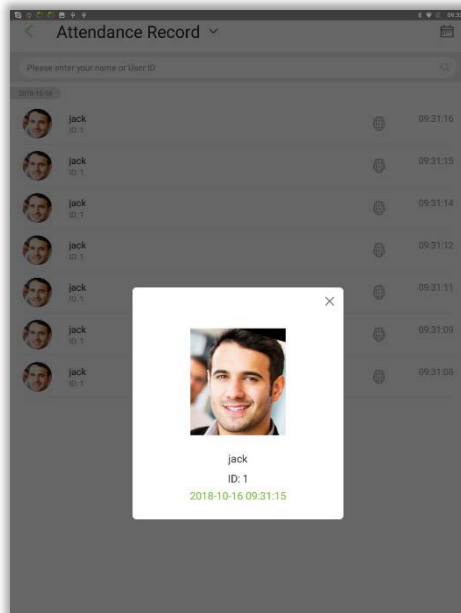 09:33
Attendance Record
Please enter your name or User ID
2018-10-16
jack
ID: 1
09:31:16
jack
ID: 1
09:31:15
jack
ID: 1
09:31:14
jack
ID: 1
09:31:12
jack
ID: 1
09:31:11
jack
ID: 1
09:31:09
jack
ID: 1
09:31:08
jack
ID: 1
2018-10-16 09:31:15